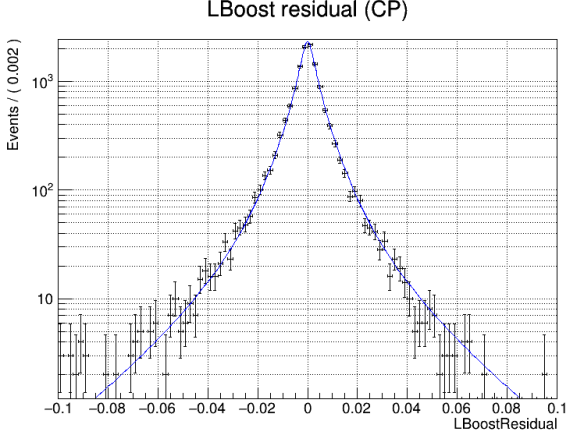 LBoost residual (CP)
Events / ( 0.002 )
10³
10²
10
−0.1 −0.08 −0.06 −0.04 −0.02 0 0.02 0.04 0.06 0.08 0.1
LBoostResidual